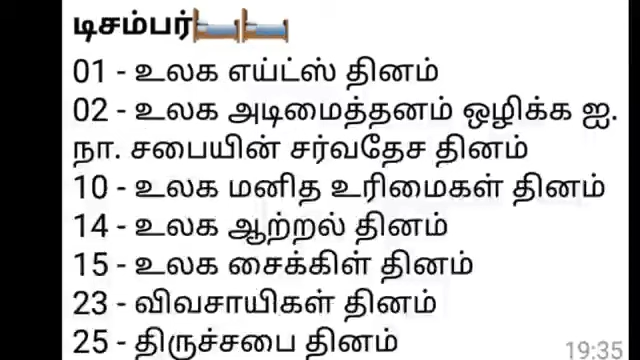 டிசம்பர்🛏️🛏️
01 - உலக எய்ட்ஸ் தினம்
02 - உலக அடிமைத்தனம் ஒழிக்க ஐ.
நா. சபையின் சர்வதேச தினம்
10 - உலக மனித உரிமைகள் தினம்
14 - உலக ஆற்றல் தினம்
15 - உலக சைக்கிள் தினம்
23 - விவசாயிகள் தினம்
25 - திருச்சபை தினம்
19:35